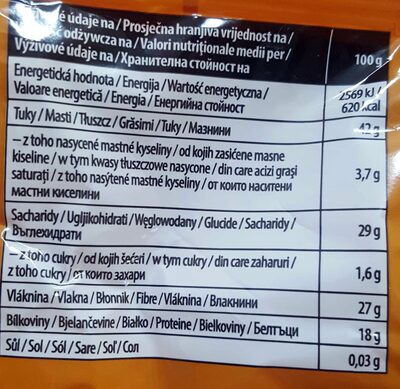 é údaje na / Prosječna hranjiva vrijednost na /
odżywcza na / Valori nutriționale medii per /
Výživové údaje na / Хранителна стойност на
100 g
Energetická hodnota / Energija / Wartość energetyczna /
Valoare energetică / Energia / Енергийна стойност
2569 kJ /
620 kcal
Tuky / Masti / Tłuszcz / Grăsimi / Tuky / Мазнини
42 g
– z toho nasycené mastné kyseliny / od kojih zasićene masne
kiseline / w tym kwasy tłuszczowe nasycone / din care acizi grași
saturați / z toho nasýtené mastné kyseliny / от които наситени
мастни киселини
3,7 g
Sacharidy / Ugljikohidrati / Węglowodany / Glucide / Sacharidy /
Въглехидрати
29 g
– z toho cukry / od kojih šećeri / w tym cukry / din care zaharuri /
z toho cukry / от които захари
1,6 g
Vláknina / Vlakna / Błonnik / Fibre / Vláknina / Влакнини
27 g
Bílkoviny / Bjelančevine / Białko / Proteine / Bielkoviny / Белтъци
18 g
Sůl / Sol / Sól / Sare / Soľ / Сол
0,03 g